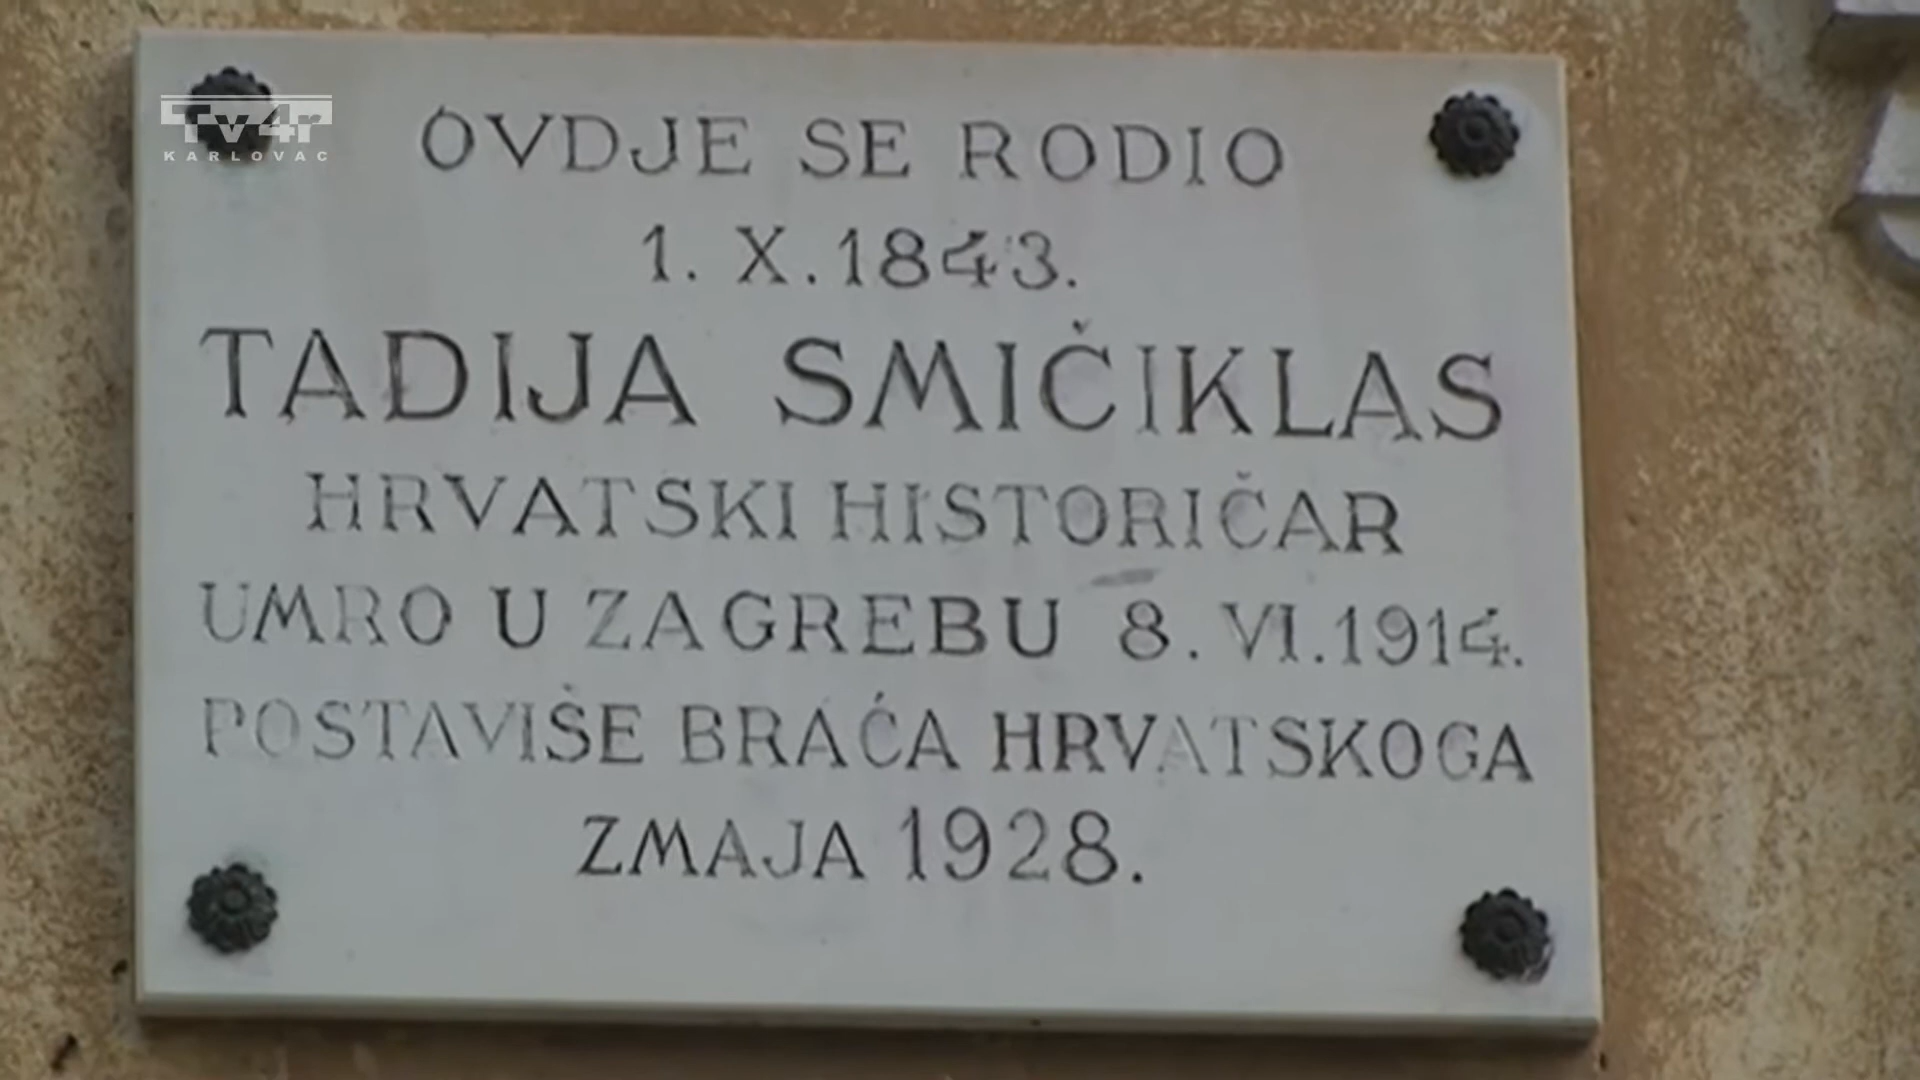 Tv4r
KARLOVAC
OVDJE SE RODIO
1. X. 1843.
TADIJA SMIČIKLAS
HRVATSKI HISTORIČAR
UMRO U ZAGREBU 8. VI. 1914.
POSTAVIŠE BRAĆA HRVATSKOGA
ZMAJA 1928.